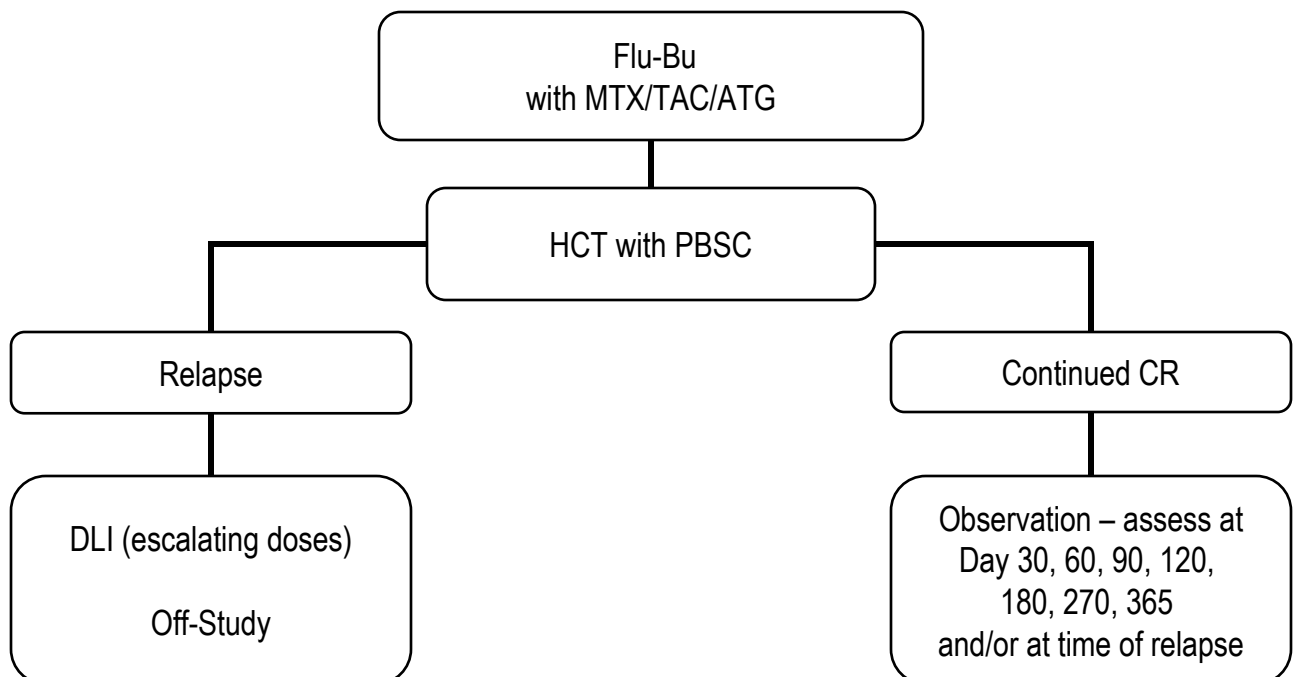 Flu-Bu
with MTX/TAC/ATG
HCT with PBSC
Relapse
Continued CR
DLI (escalating doses)
Off-Study
Observation – assess at
Day 30, 60, 90, 120,
180, 270, 365
and/or at time of relapse